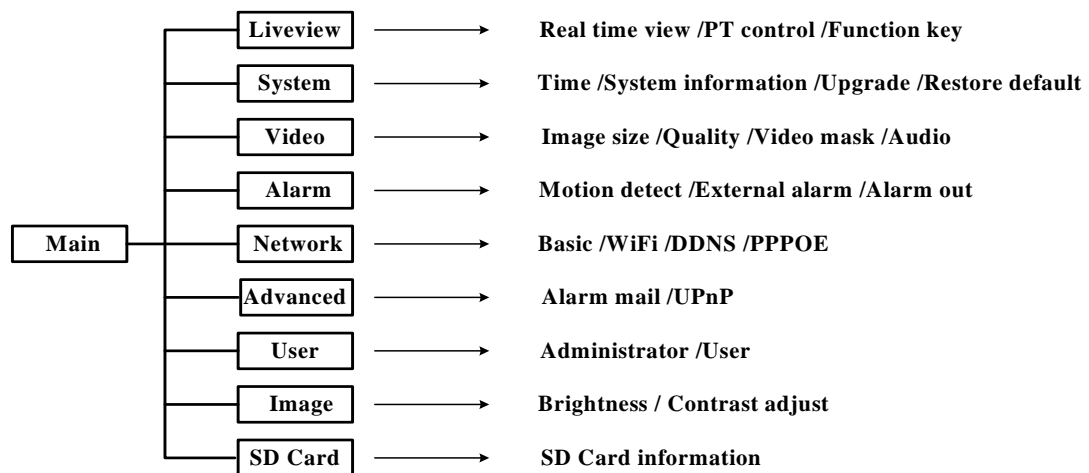 Liveview Real time view /PT control /Function key
System Time /System information /Upgrade /Restore default
Video Image size /Quality /Video mask /Audio
Alarm Motion detect /External alarm /Alarm out
Main Network Basic /WiFi /DDNS /PPPOE
Advanced Alarm mail /UPnP
User Administrator /User
Image Brightness / Contrast adjust
SD Card SD Card information